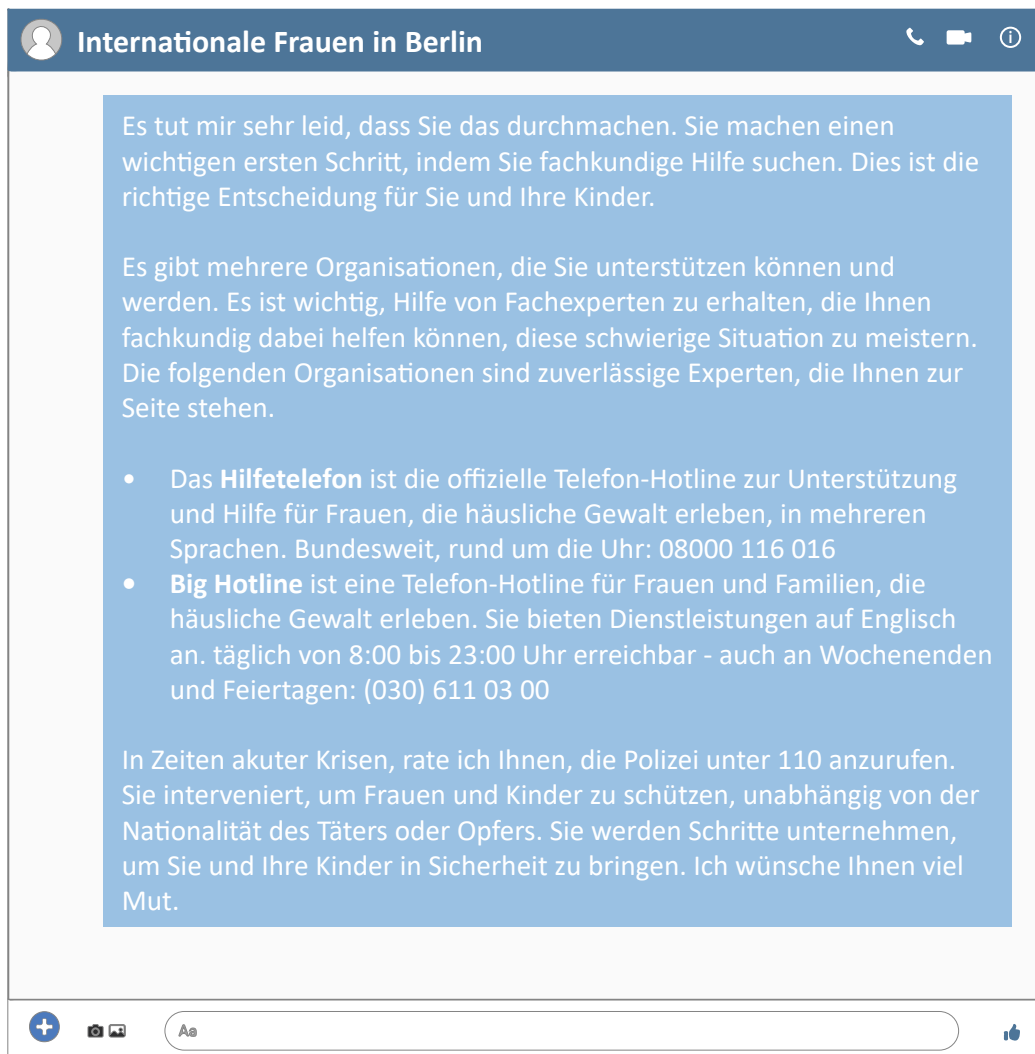 Internationale Frauen in Berlin
Es tut mir sehr leid, dass Sie das durchmachen. Sie machen einen
wichtigen ersten Schritt, indem Sie fachkundige Hilfe suchen. Dies ist die
richtige Entscheidung für Sie und Ihre Kinder.
Es gibt mehrere Organisationen, die Sie unterstützen können und
werden. Es ist wichtig, Hilfe von Fachexperten zu erhalten, die Ihnen
fachkundig dabei helfen können, diese schwierige Situation zu meistern.
Die folgenden Organisationen sind zuverlässige Experten, die Ihnen zur
Seite stehen.
• Das Hilfetelefon ist die offizielle Telefon-Hotline zur Unterstützung
und Hilfe für Frauen, die häusliche Gewalt erleben, in mehreren
Sprachen. Bundesweit, rund um die Uhr: 08000 116 016
• Big Hotline ist eine Telefon-Hotline für Frauen und Familien, die
häusliche Gewalt erleben. Sie bieten Dienstleistungen auf Englisch
an. täglich von 8:00 bis 23:00 Uhr erreichbar - auch an Wochenenden
und Feiertagen: (030) 611 03 00
In Zeiten akuter Krisen, rate ich Ihnen, die Polizei unter 110 anzurufen.
Sie interveniert, um Frauen und Kinder zu schützen, unabhängig von der
Nationalität des Täters oder Opfers. Sie werden Schritte unternehmen,
um Sie und Ihre Kinder in Sicherheit zu bringen. Ich wünsche Ihnen viel
Mut.
Aa